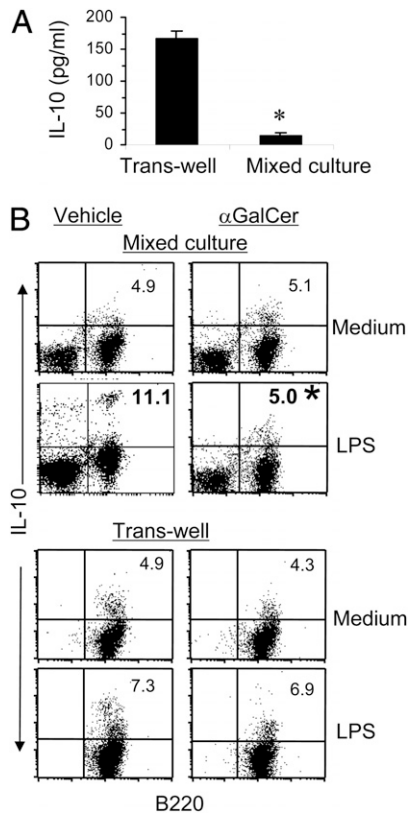 A
IL-10 (pg/ml)
200
150
100
50
0
*
Trans-well Mixed culture
B
Vehicle αGalCer
Mixed culture
4.9 5.1 Medium
11.1 5.0 * LPS
IL-10
Trans-well
4.9 4.3 Medium
7.3 6.9 LPS
B220